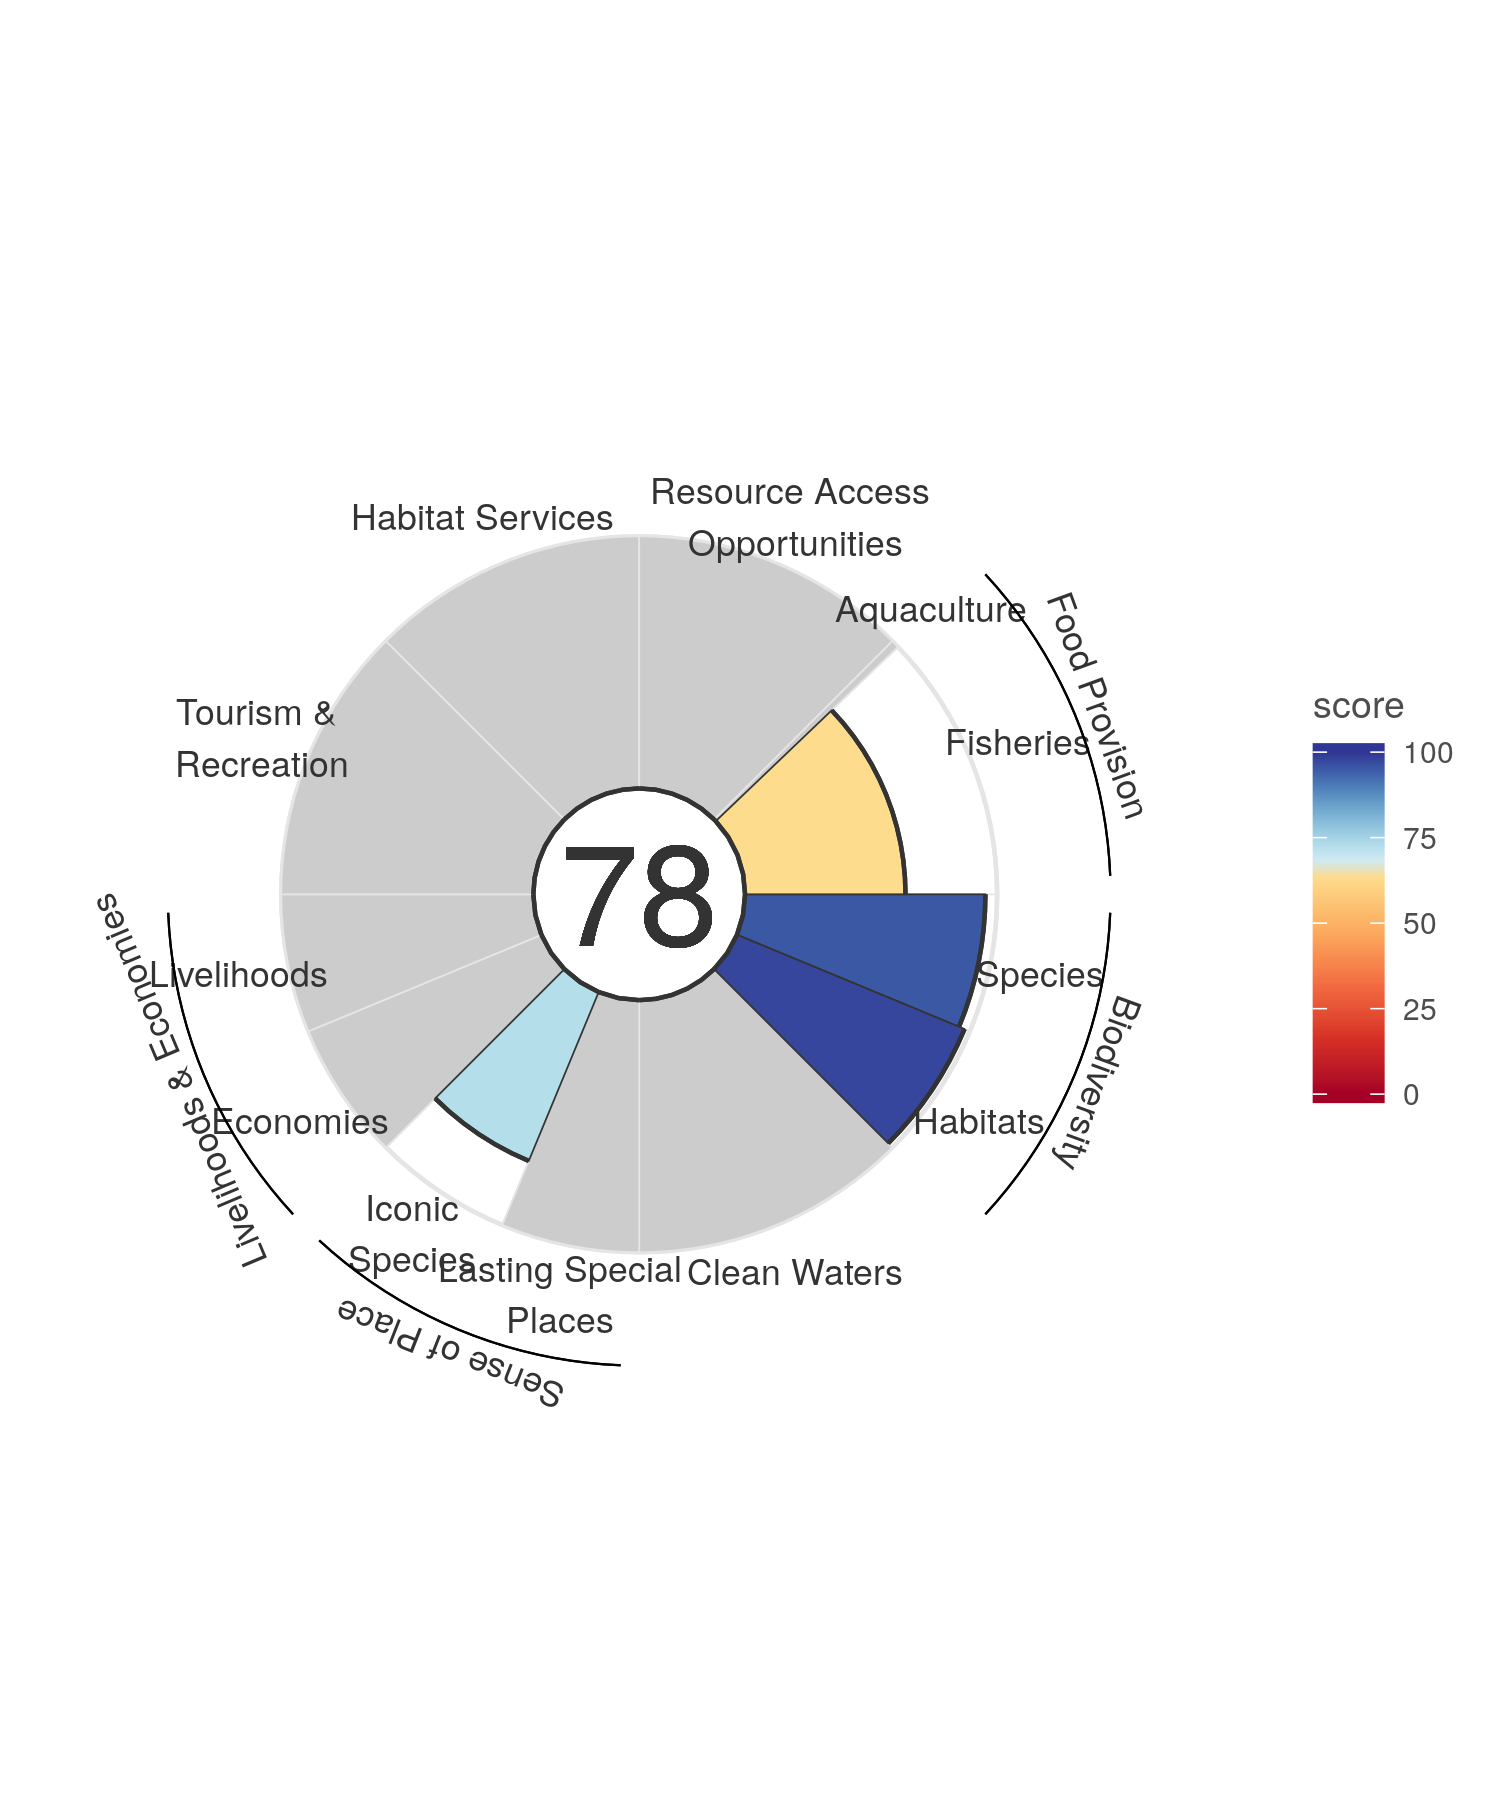 Resource Access
Opportunities
Habitat Services
Aquaculture
Food Provision
Fisheries
Tourism &
Recreation
score
100
75
50
25
0
78
Livelihoods
Species
Livelihoods & Economies
Biodiversity
Economies
Habitats
Iconic
Species
Lasting Special
Places
Clean Waters
Sense of Place